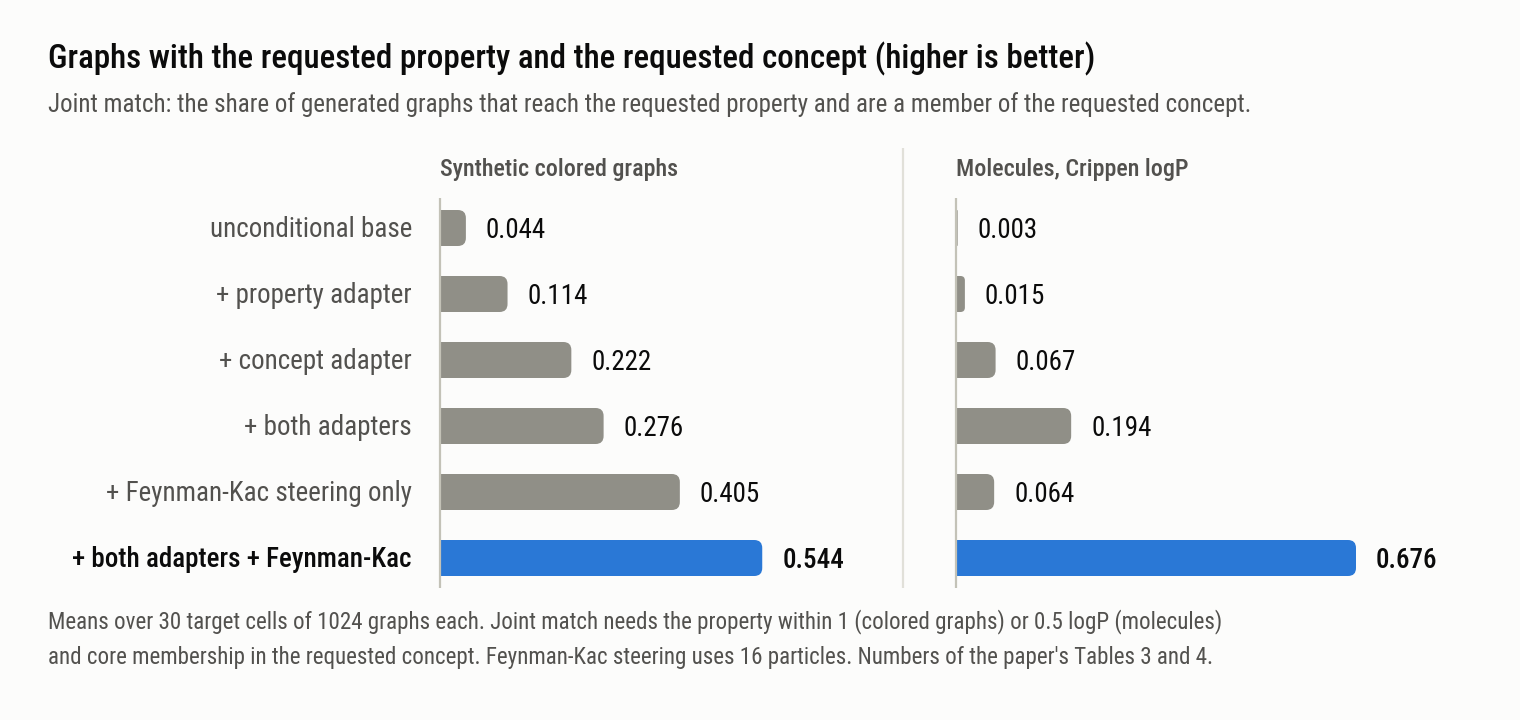 Graphs with the requested property and the requested concept (higher is better)
Joint match: the share of generated graphs that reach the requested property and are a member of the requested concept.
Synthetic colored graphs
Molecules, Crippen logP
unconditional base 0.044 0.003
+ property adapter 0.114 0.015
+ concept adapter 0.222 0.067
+ both adapters 0.276 0.194
+ Feynman-Kac steering only 0.405 0.064
+ both adapters + Feynman-Kac 0.544 0.676
Means over 30 target cells of 1024 graphs each. Joint match needs the property within 1 (colored graphs) or 0.5 logP (molecules)
and core membership in the requested concept. Feynman-Kac steering uses 16 particles. Numbers of the paper's Tables 3 and 4.